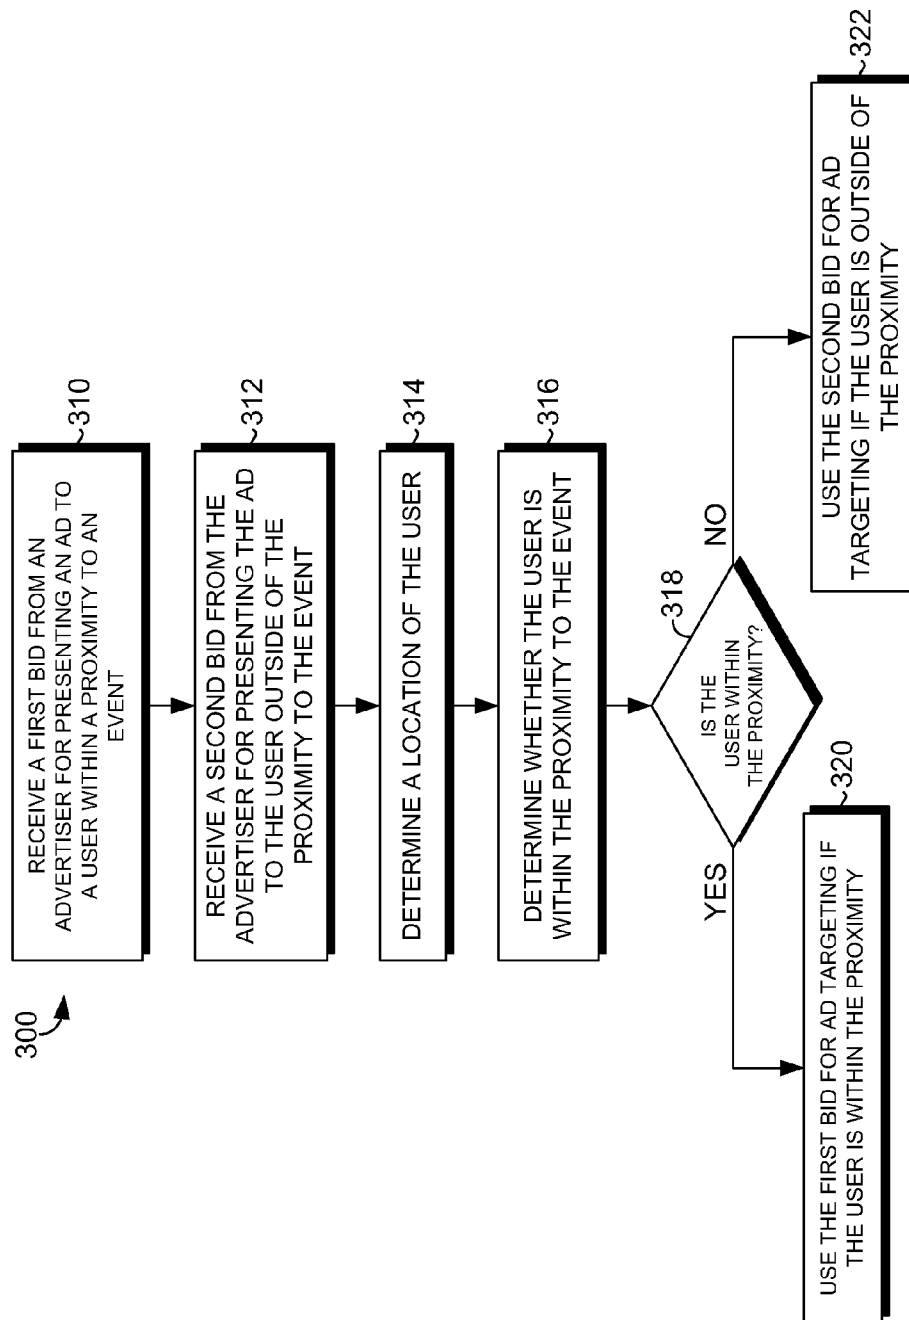 300
310
RECEIVE A FIRST BID FROM AN
ADVERTISER FOR PRESENTING AN AD TO
A USER WITHIN A PROXIMITY TO AN
EVENT
312
RECEIVE A SECOND BID FROM THE
ADVERTISER FOR PRESENTING THE AD
TO THE USER OUTSIDE OF THE
PROXIMITY TO THE EVENT
314
DETERMINE A LOCATION OF THE USER
316
DETERMINE WHETHER THE USER IS
WITHIN THE PROXIMITY TO THE EVENT
318
IS THE
USER WITHIN
THE PROXIMITY?
YES
NO
320
USE THE FIRST BID FOR AD TARGETING IF
THE USER IS WITHIN THE PROXIMITY
322
USE THE SECOND BID FOR AD
TARGETING IF THE USER IS OUTSIDE OF
THE PROXIMITY